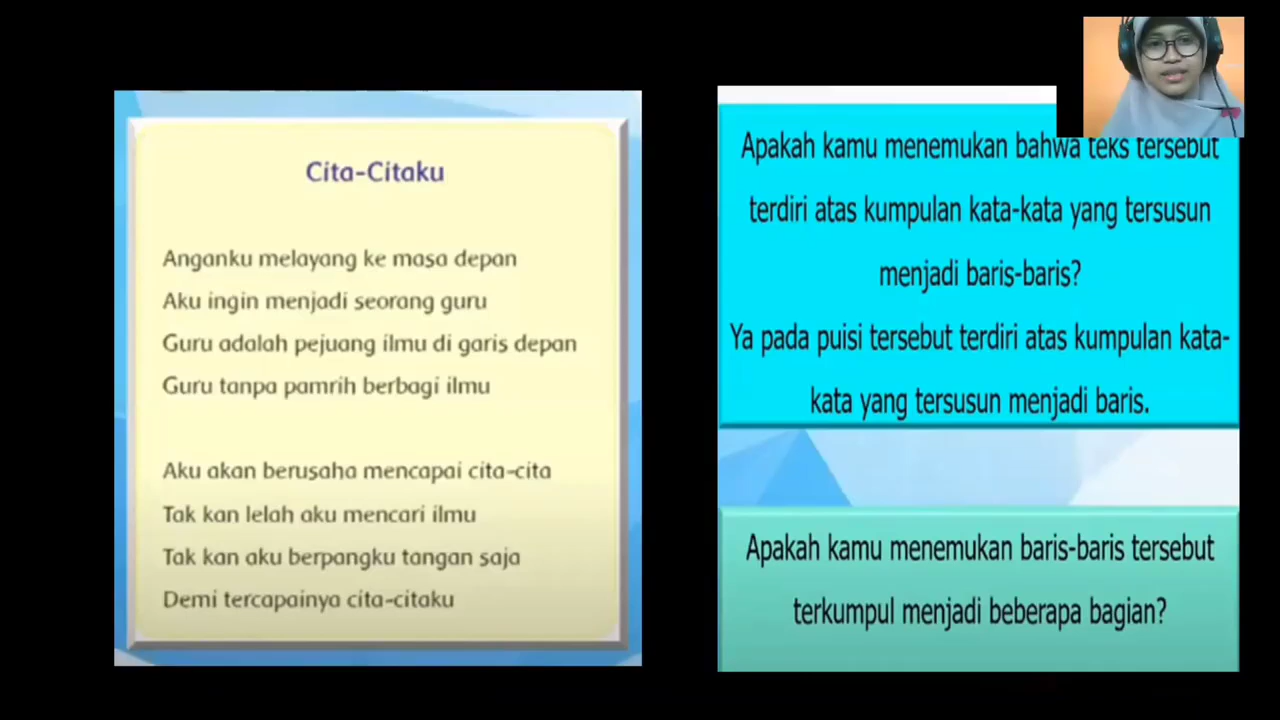 Cita-Citaku
Anganku melayang ke masa depan
Aku ingin menjadi seorang guru
Guru adalah pejuang ilmu di garis depan
Guru tanpa pamrih berbagi ilmu
Aku akan berusaha mencapai cita-cita
Tak kan lelah aku mencari ilmu
Tak kan aku berpangku tangan saja
Demi tercapainya cita-citaku
Apakah kamu menemukan bahwa teks tersebut
terdiri atas kumpulan kata-kata yang tersusun
menjadi baris-baris?
Ya pada puisi tersebut terdiri atas kumpulan kata-
kata yang tersusun menjadi baris.
Apakah kamu menemukan baris-baris tersebut
terkumpul menjadi beberapa bagian?